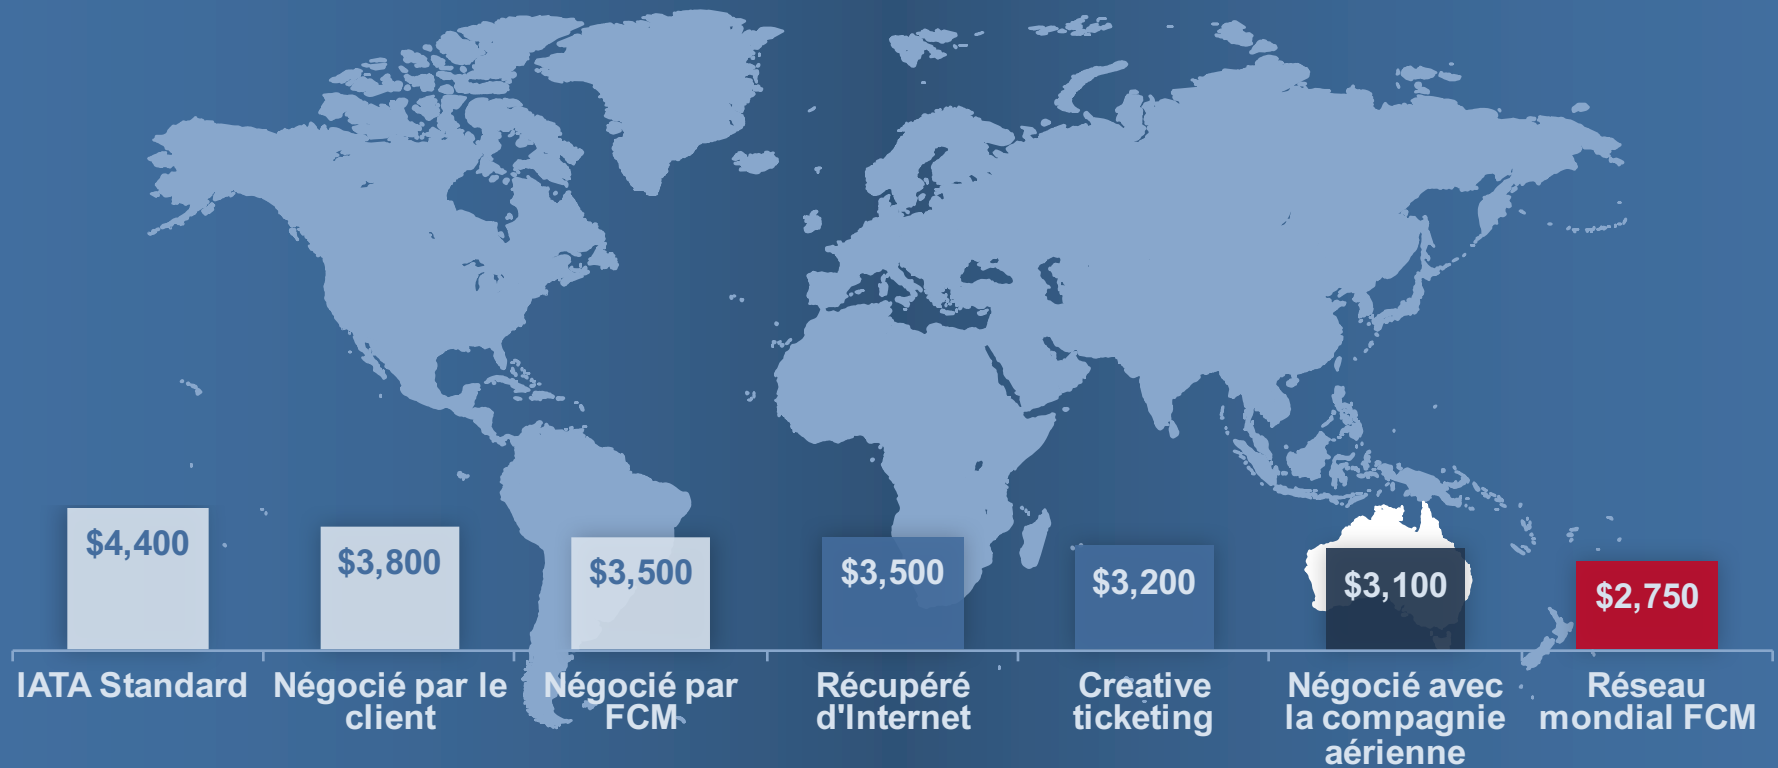 $4,400
$3,800
$3,500
$3,500
$3,200
$3,100
$2,750
IATA Standard
Négocié par le
client
Négocié par
FCM
Récupéré
d'Internet
Creative
ticketing
Négocié avec
la compagnie
aérienne
Réseau
mondial FCM